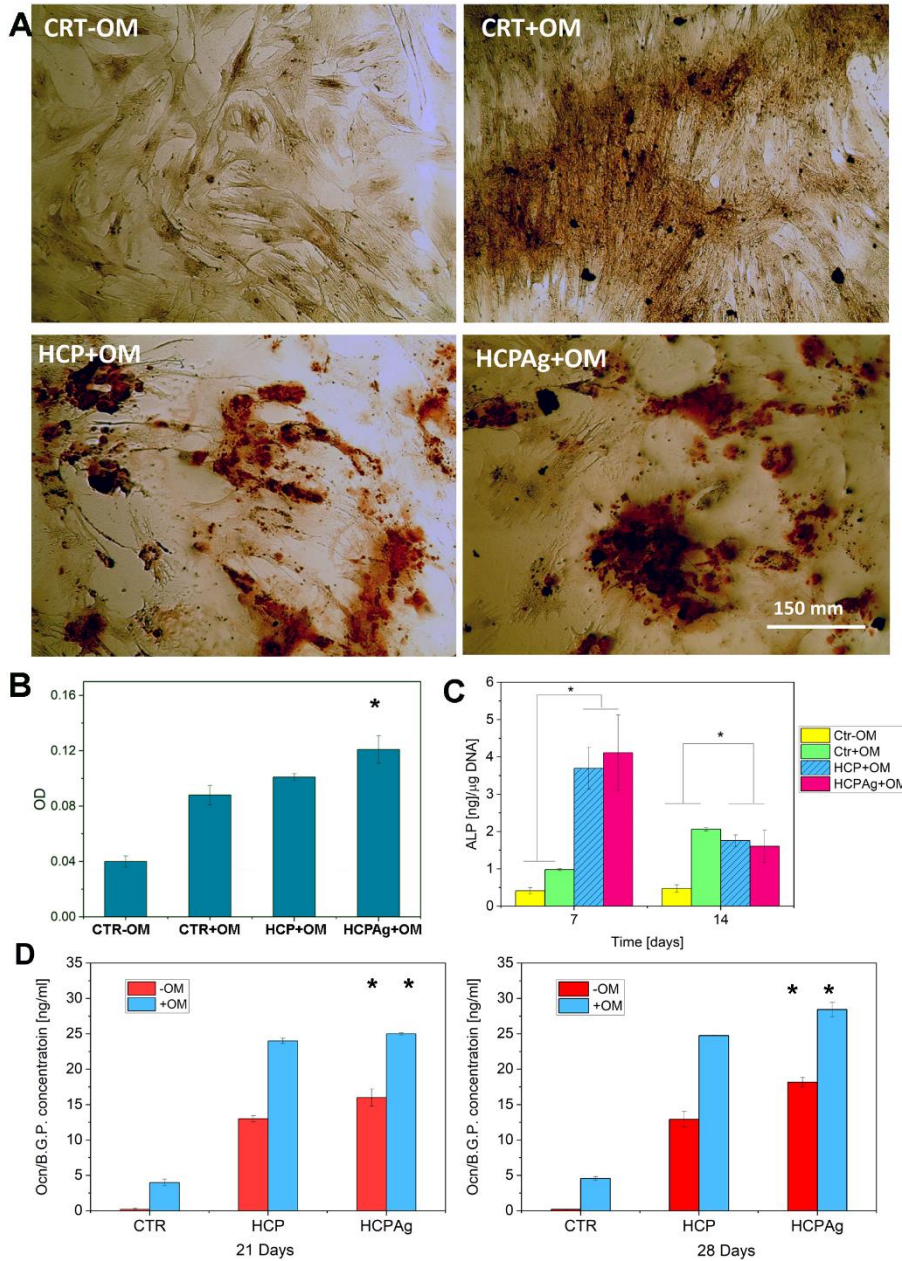 A
CRT-OM
CRT+OM
HCP+OM
HCPAg+OM
150 mm
B
*
0.16
0.12
0.08
0.04
0.00
OD
CTR-OM
CTR+OM
HCP+OM
HCPAg+OM
C
*
*
6
5
4
3
2
1
0
ALP [ng]/µg DNA]
7
14
Time [days]
Ctr-OM
Ctr+OM
HCP+OM
HCPAg+OM
D
35
30
25
20
15
10
5
0
Ocn/B.G.P. concentratoin [ng/ml]
-OM
+OM
* *
CTR
HCP
HCPAg
21 Days
35
30
25
20
15
10
5
0
Ocn/B.G.P. concentratoin [ng/ml]
-OM
+OM
* *
CTR
HCP
HCPAg
28 Days